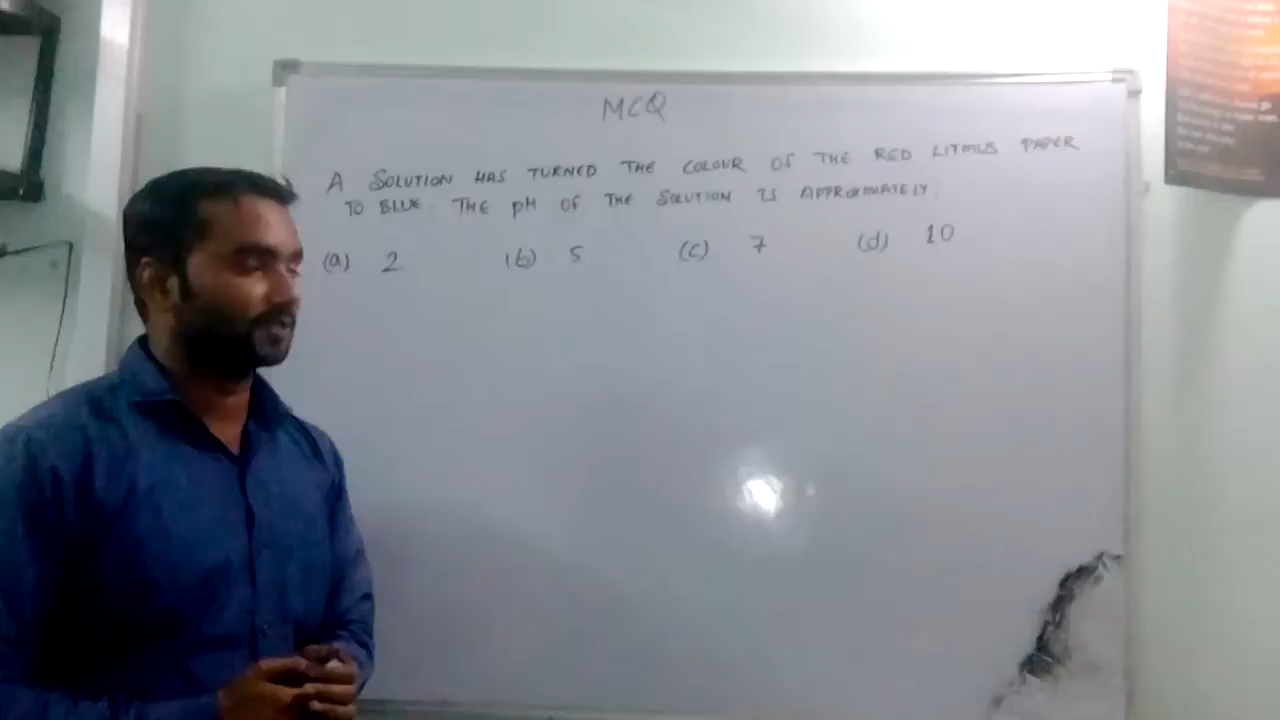 MCQ
A SOLUTION HAS TURNED THE COLOUR OF THE RED LITMUS PAPER
TO BLUE. THE pH OF THE SOLUTION IS APPROXIMATELY.
(a) 2 (b) 5 (c) 7 (d) 10